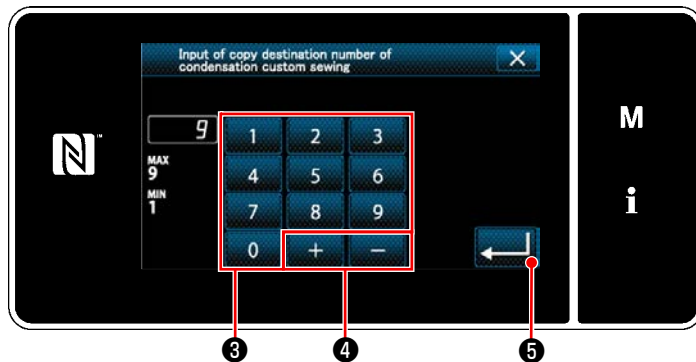 Input of copy destination number of
condensation custom sewing
9
MAX
9
MIN
1
1 2 3
4 5 6
7 8 9
0 + −
N™
M
i
❸ ❹ ❺